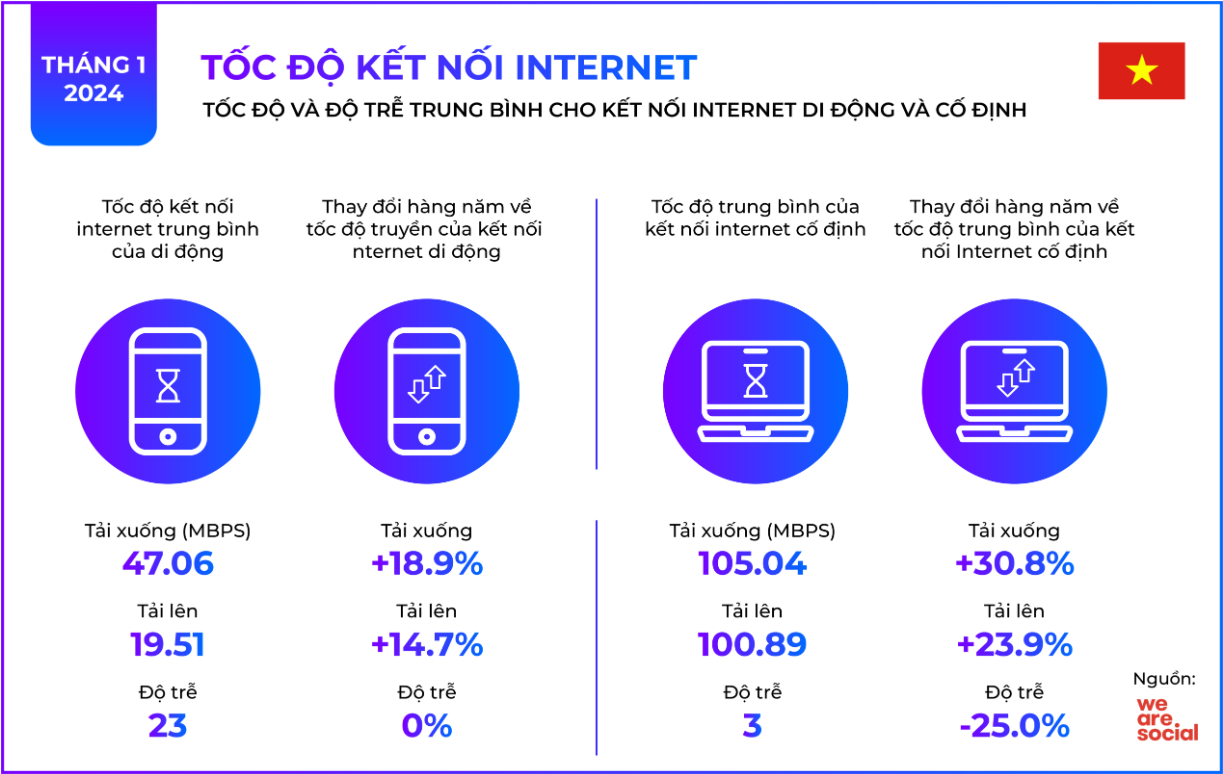 THÁNG 1
2024
TỐC ĐỘ KẾT NỐI INTERNET
TỐC ĐỘ VÀ ĐỘ TRỄ TRUNG BÌNH CHO KẾT NỐI INTERNET DI ĐỘNG VÀ CỐ ĐỊNH
Tốc độ kết nối
internet trung bình
của di động
Thay đổi hàng năm về
tốc độ truyền của kết nối
nternet di động
Tốc độ trung bình của
kết nối internet cố định
Thay đổi hàng năm về
tốc độ trung bình của kết
nối Internet cố định
Tải xuống (MBPS)
47.06
Tải lên
19.51
Độ trễ
23
Tải xuống
+18.9%
Tải lên
+14.7%
Độ trễ
0%
Tải xuống (MBPS)
105.04
Tải lên
100.89
Độ trễ
3
Tải xuống
+30.8%
Tải lên
+23.9%
Độ trễ
-25.0%
Nguồn:
we
are.
social